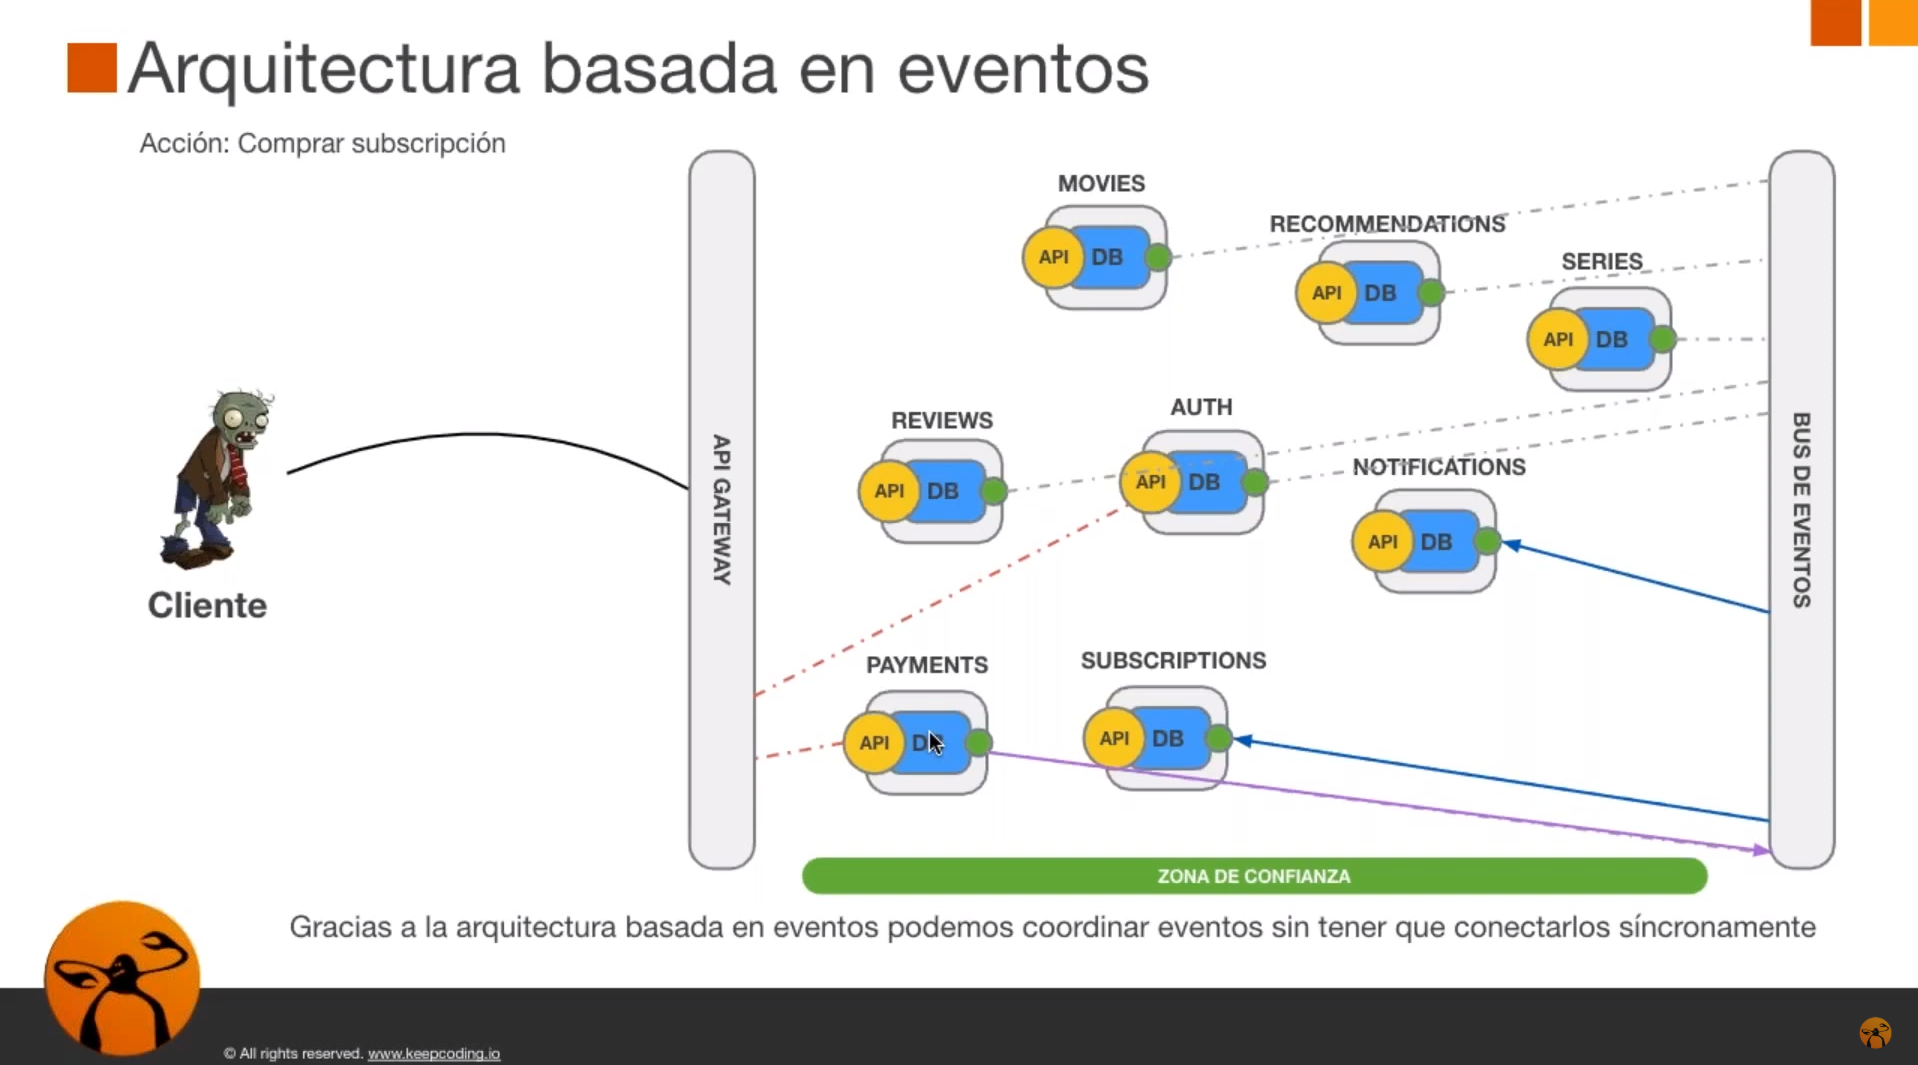 Arquitectura basada en eventos
Acción: Comprar subscripción
MOVIES
API DB
RECOMMENDATIONS
API DB
SERIES
API DB
REVIEWS
API DB
AUTH
API DB
NOTIFICATIONS
API DB
PAYMENTS
API DB
SUBSCRIPTIONS
API DB
API GATEWAY
BUS DE EVENTOS
Cliente
ZONA DE CONFIANZA
Gracias a la arquitectura basada en eventos podemos coordinar eventos sin tener que conectarlos síncronamente
© All rights reserved. www.keepcoding.io